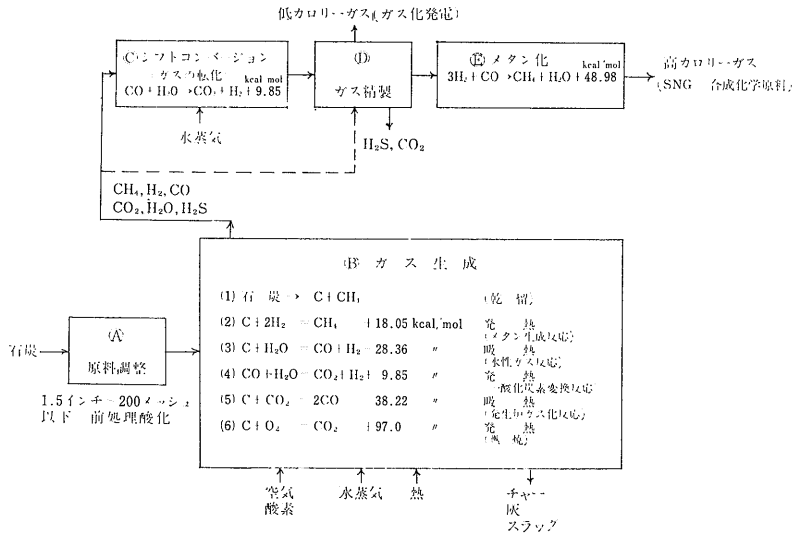 低カロリーガス(ガス化発電)
(C)シフトコンバージョン
(ガスの転化) kcal/mol
CO+H₂O→CO₂+H₂+9.85
(D)
ガス精製
(E)メタン化 kcal/mol
3H₂+CO→CH₄+H₂O+48.98
高カロリーガス
(SNG 合成化学原料)
水蒸気
H₂S, CO₂
CH₄, H₂, CO
CO₂, H₂O, H₂S
(B) ガス生成
(1) 石炭→ C+CH₄ (乾留)
(2) C+2H₂ = CH₄ +18.05 kcal/mol 発熱
(メタン生成反応)
(3) C+H₂O = CO+H₂−28.36 〃 吸熱
(水性ガス反応)
(4) CO+H₂O = CO₂+H₂+ 9.85 〃 発熱
一酸化炭素変換反応
(5) C+CO₂ = 2CO 38.22 〃 吸熱
(発生炉ガス化反応)
(6) C+O₂ = CO₂ +97.0 〃 発熱
(燃焼)
石炭
(A)
原料調整
1.5インチ−200メッシュ
以下 前処理酸化
空気
酸素
水蒸気
熱
チャー
灰
スラッグ